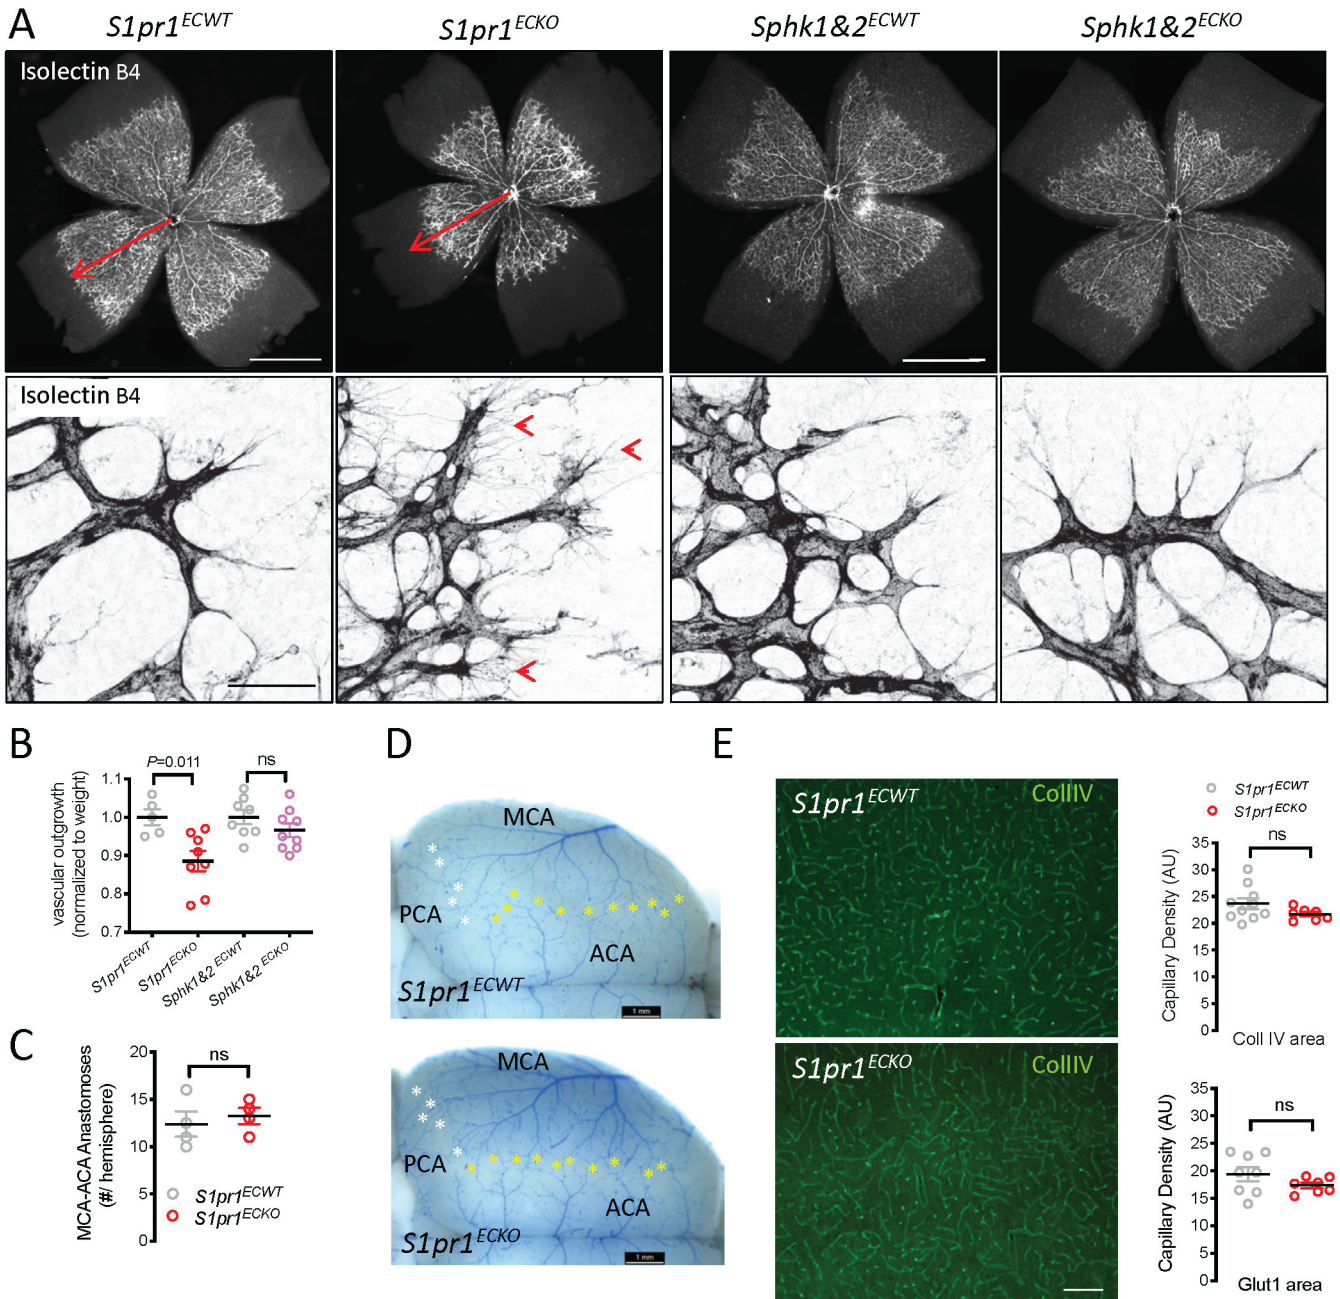 A
S1pr1ECWT S1pr1ECKO Sphk1&2ECWT Sphk1&2ECKO
Isolectin B4
Isolectin B4
B
vascular outgrowth
(normalized to weight)
P=0.011
ns
1.1
1.0
0.9
0.8
0.7
S1pr1ECWT
S1pr1ECKO
Sphk1&2 ECWT
Sphk1&2 ECKO
C
MCA-ACA Anastomoses
(#/ hemisphere)
ns
20
15
10
5
0
S1pr1ECWT
S1pr1ECKO
D
MCA
PCA
ACA
S1pr1ECWT
1 mm
MCA
PCA
ACA
S1pr1ECKO
1 mm
E
S1pr1ECWT
CollIV
S1pr1ECKO
CollIV
S1pr1ECWT
S1pr1ECKO
Capillary Density (AU)
ns
35
30
25
20
15
10
5
0
Coll IV area
Capillary Density (AU)
ns
35
30
25
20
15
10
5
0
Glut1 area